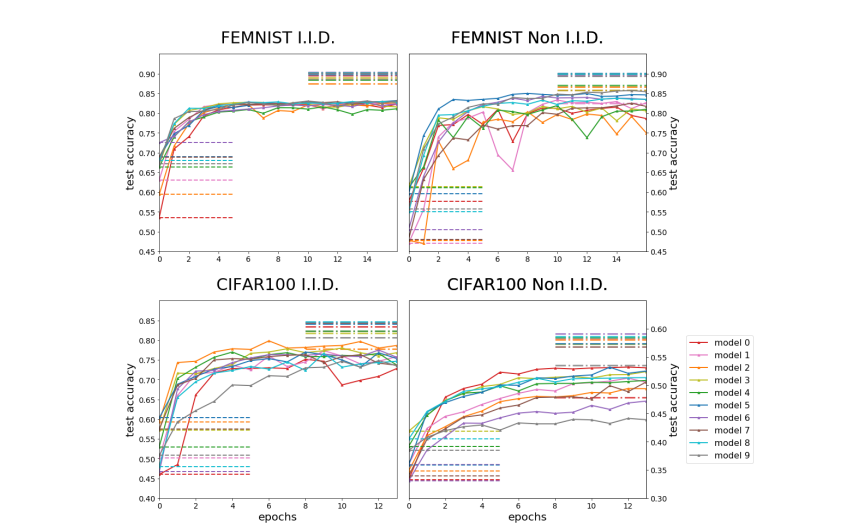 FEMNIST I.I.D.
FEMNIST Non I.I.D.
test accuracy
0.90
0.85
0.80
0.75
0.70
0.65
0.60
0.55
0.50
0.45
0 2 4 6 8 10 12 14
0 2 4 6 8 10 12 14
0.90
0.85
0.80
0.75
0.70
0.65
0.60
0.55
0.50
0.45
test accuracy
CIFAR100 I.I.D.
CIFAR100 Non I.I.D.
test accuracy
0.85
0.80
0.75
0.70
0.65
0.60
0.55
0.50
0.45
0.40
0 2 4 6 8 10 12
epochs
0 2 4 6 8 10 12
epochs
0.60
0.55
0.50
0.45
0.40
0.35
0.30
test accuracy
model 0
model 1
model 2
model 3
model 4
model 5
model 6
model 7
model 8
model 9